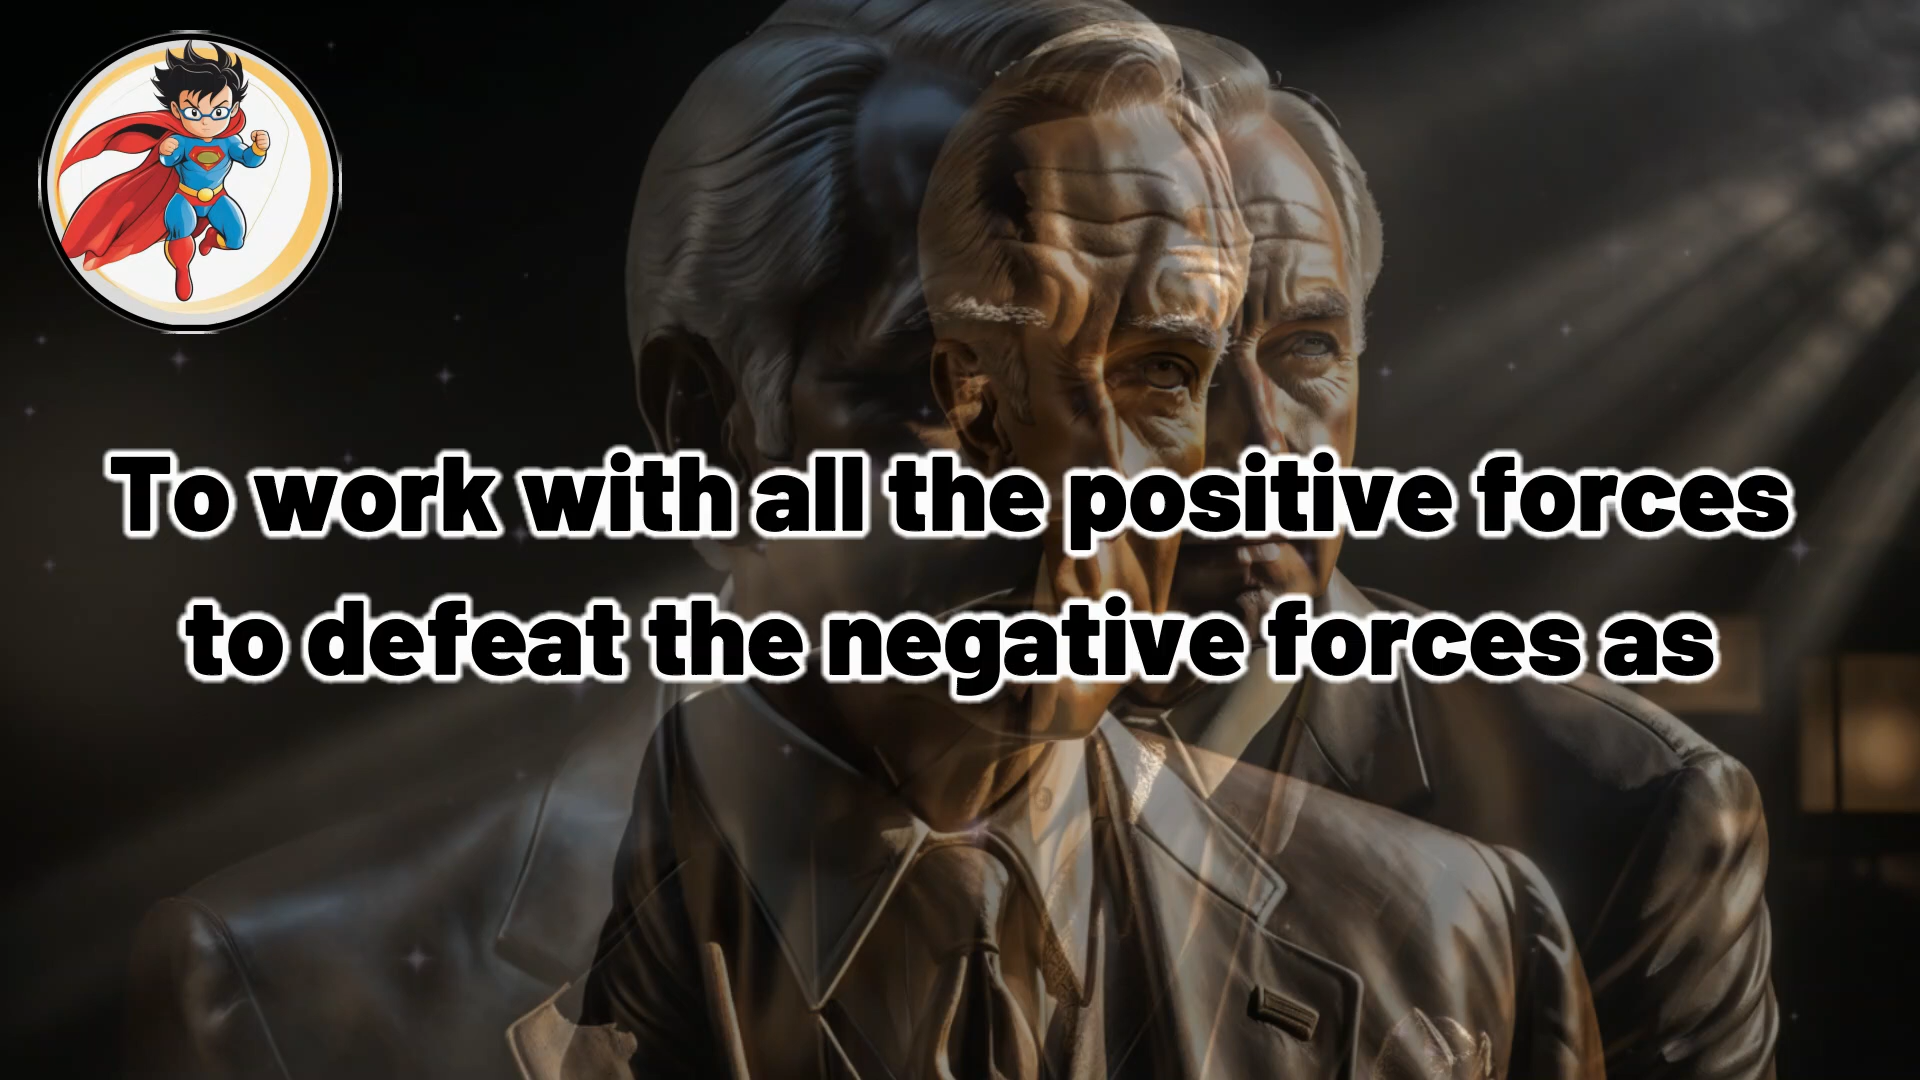 To work with all the positive forces
to defeat the negative forces as